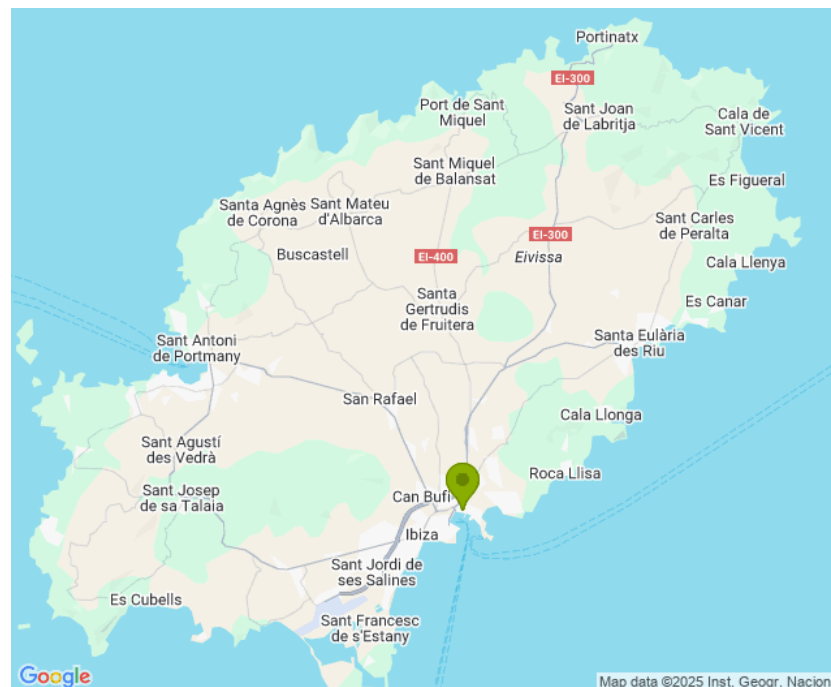 Portinatx
EI-300
Port de Sant
Miquel
Sant Joan
de Labritja
Cala de
Sant Vicent
Sant Miquel
de Balansat
Es Figueral
Santa Agnès
de Corona
Sant Mateu
d'Albarca
Sant Carles
de Peralta
EI-300
Buscastell
EI-400
Eivissa
Cala Llenya
Santa
Gertrudis
de Fruitera
Es Canar
Sant Antoni
de Portmany
Santa Eulària
des Riu
San Rafael
Cala Llonga
Sant Agustí
des Vedrà
Roca Llisa
Sant Josep
de sa Talaia
Can Bufí
Ibiza
Sant Jordi de
ses Salines
Es Cubells
Sant Francesc
de s'Estany
Google
Map data ©2025 Inst. Geogr. Nacion